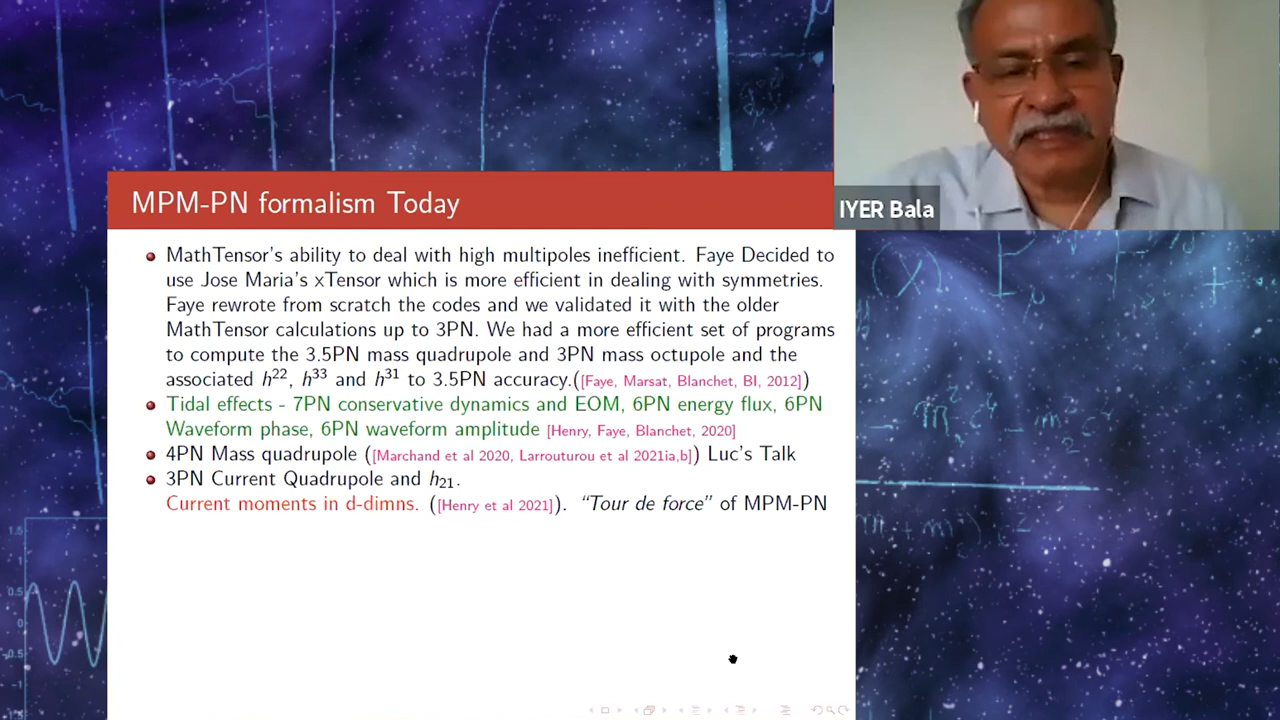 IYER Bala
MPM-PN formalism Today
MathTensor's ability to deal with high multipoles inefficient. Faye Decided to
use Jose Maria's xTensor which is more efficient in dealing with symmetries.
Faye rewrote from scratch the codes and we validated it with the older
MathTensor calculations up to 3PN. We had a more efficient set of programs
to compute the 3.5PN mass quadrupole and 3PN mass octupole and the
associated h²², h³³ and h³¹ to 3.5PN accuracy.([Faye, Marsat, Blanchet, BI, 2012])
Tidal effects - 7PN conservative dynamics and EOM, 6PN energy flux, 6PN
Waveform phase, 6PN waveform amplitude [Henry, Faye, Blanchet, 2020]
4PN Mass quadrupole ([Marchand et al 2020, Larrouturou et al 2021ia,b]) Luc's Talk
3PN Current Quadrupole and h₂₁.
Current moments in d-dimns. ([Henry et al 2021]). "Tour de force" of MPM-PN
1.5
0.5
0
-0.5